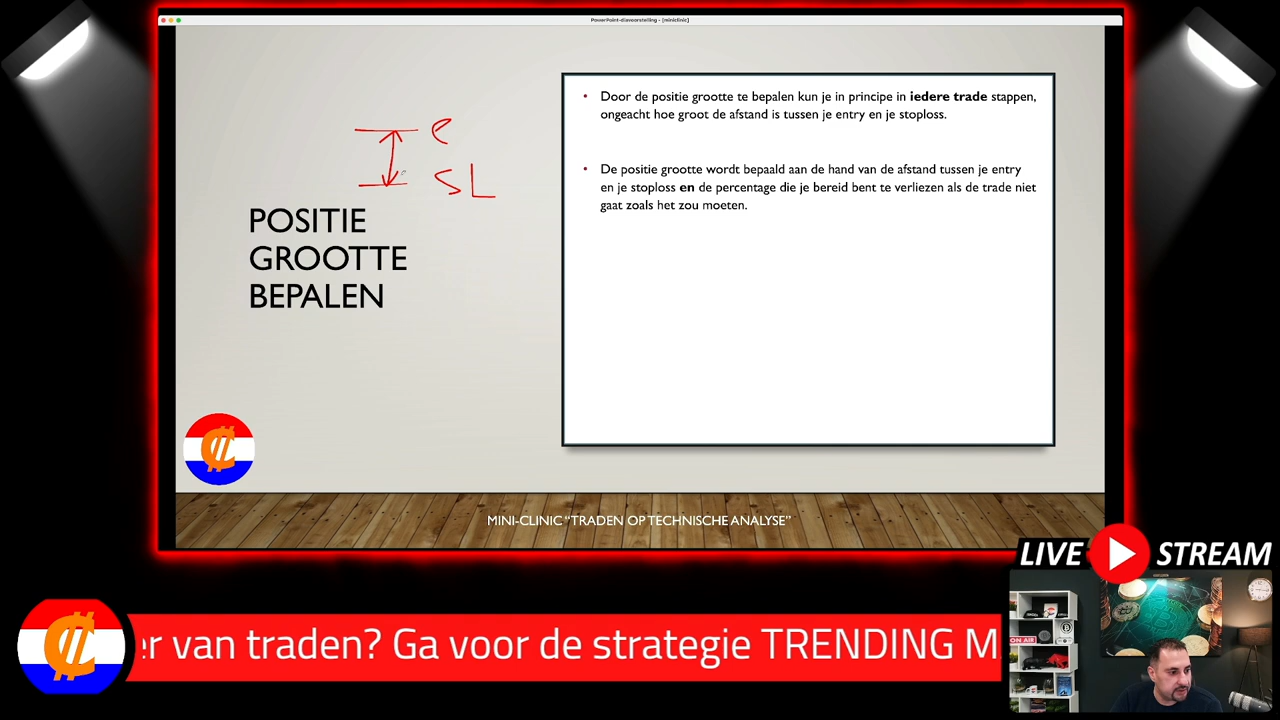 PowerPoint-diavoorstelling - [miniclinic]
e
SL
POSITIE
GROOTTE
BEPALEN
• Door de positie grootte te bepalen kun je in principe in iedere trade stappen,
ongeacht hoe groot de afstand is tussen je entry en je stoploss.
• De positie grootte wordt bepaald aan de hand van de afstand tussen je entry
en je stoploss en de percentage die je bereid bent te verliezen als de trade niet
gaat zoals het zou moeten.
MINI-CLINIC “TRADEN OP TECHNISCHE ANALYSE”
LIVE STREAM
er van traden? Ga voor de strategie TRENDING M
ON AIR